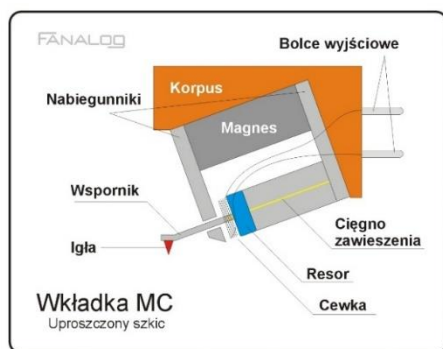 FANALOG
Bolce wyjściowe
Korpus
Nabiegunniki
Magnes
Wspornik
Cięgno
zawieszenia
Igła
Resor
Wkładka MC
Cewka
Uproszczony szkic